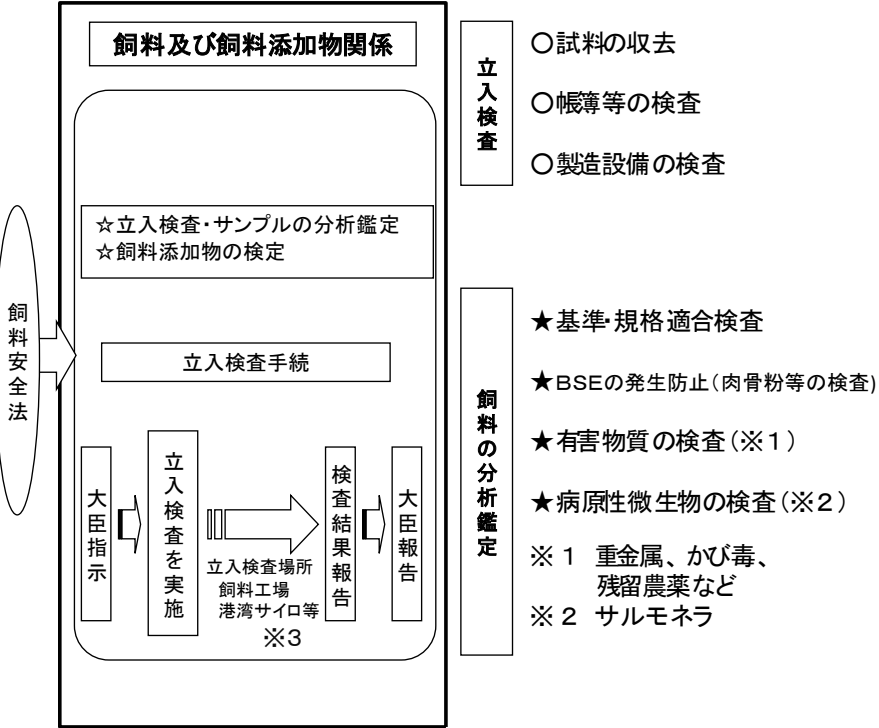 飼料安全法
飼料及び飼料添加物関係
☆立入検査・サンプルの分析鑑定
☆飼料添加物の検定
立入検査手続
大臣指示
立入検査を実施
立入検査場所
飼料工場
港湾サイロ等
※3
検査結果報告
大臣報告
立入検査
○試料の収去
○帳簿等の検査
○製造設備の検査
飼料の分析鑑定
★基準・規格適合検査
★BSEの発生防止(肉骨粉等の検査)
★有害物質の検査(※1)
★病原性微生物の検査(※2)
※1 重金属、かび毒、
残留農薬など
※2 サルモネラ